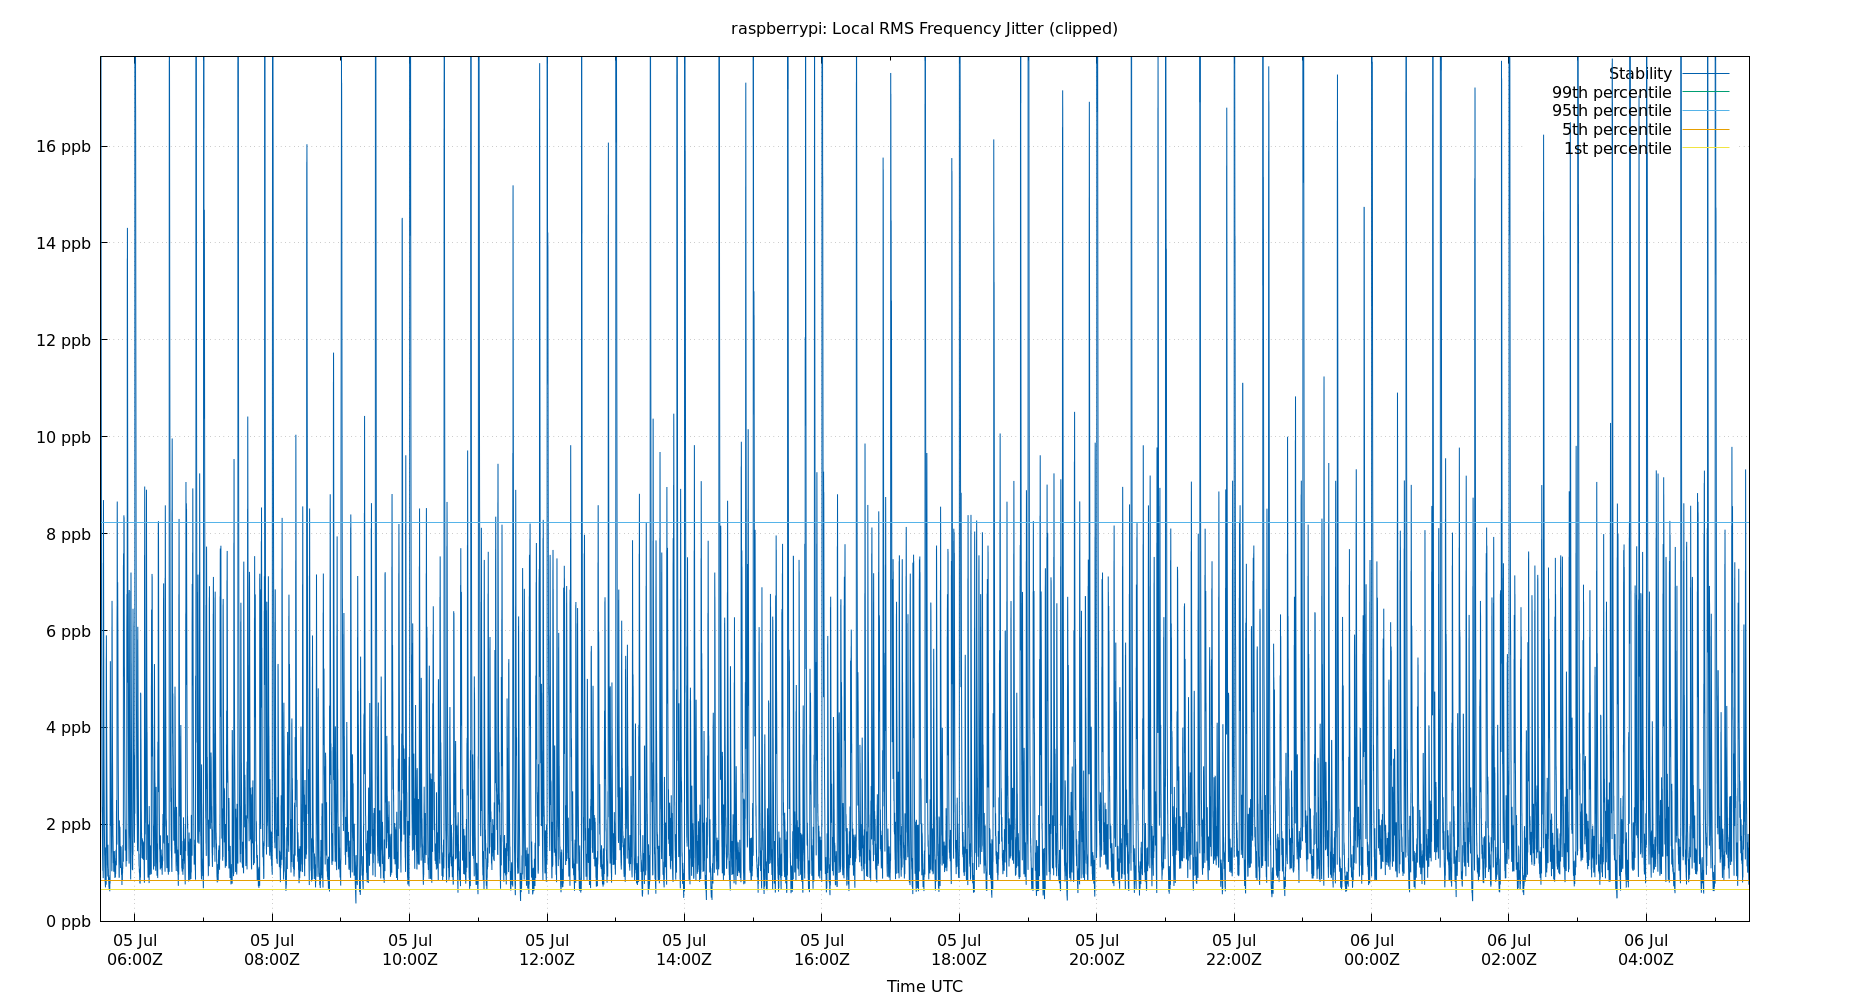 raspberrypi: Local RMS Frequency Jitter (clipped)
Stability
99th percentile
95th percentile
5th percentile
1st percentile
16 ppb
14 ppb
12 ppb
10 ppb
8 ppb
6 ppb
4 ppb
2 ppb
0 ppb
05 Jul 05 Jul 05 Jul 05 Jul 05 Jul 05 Jul 05 Jul 05 Jul 05 Jul 06 Jul 06 Jul 06 Jul
06:00Z 08:00Z 10:00Z 12:00Z 14:00Z 16:00Z 18:00Z 20:00Z 22:00Z 00:00Z 02:00Z 04:00Z
Time UTC